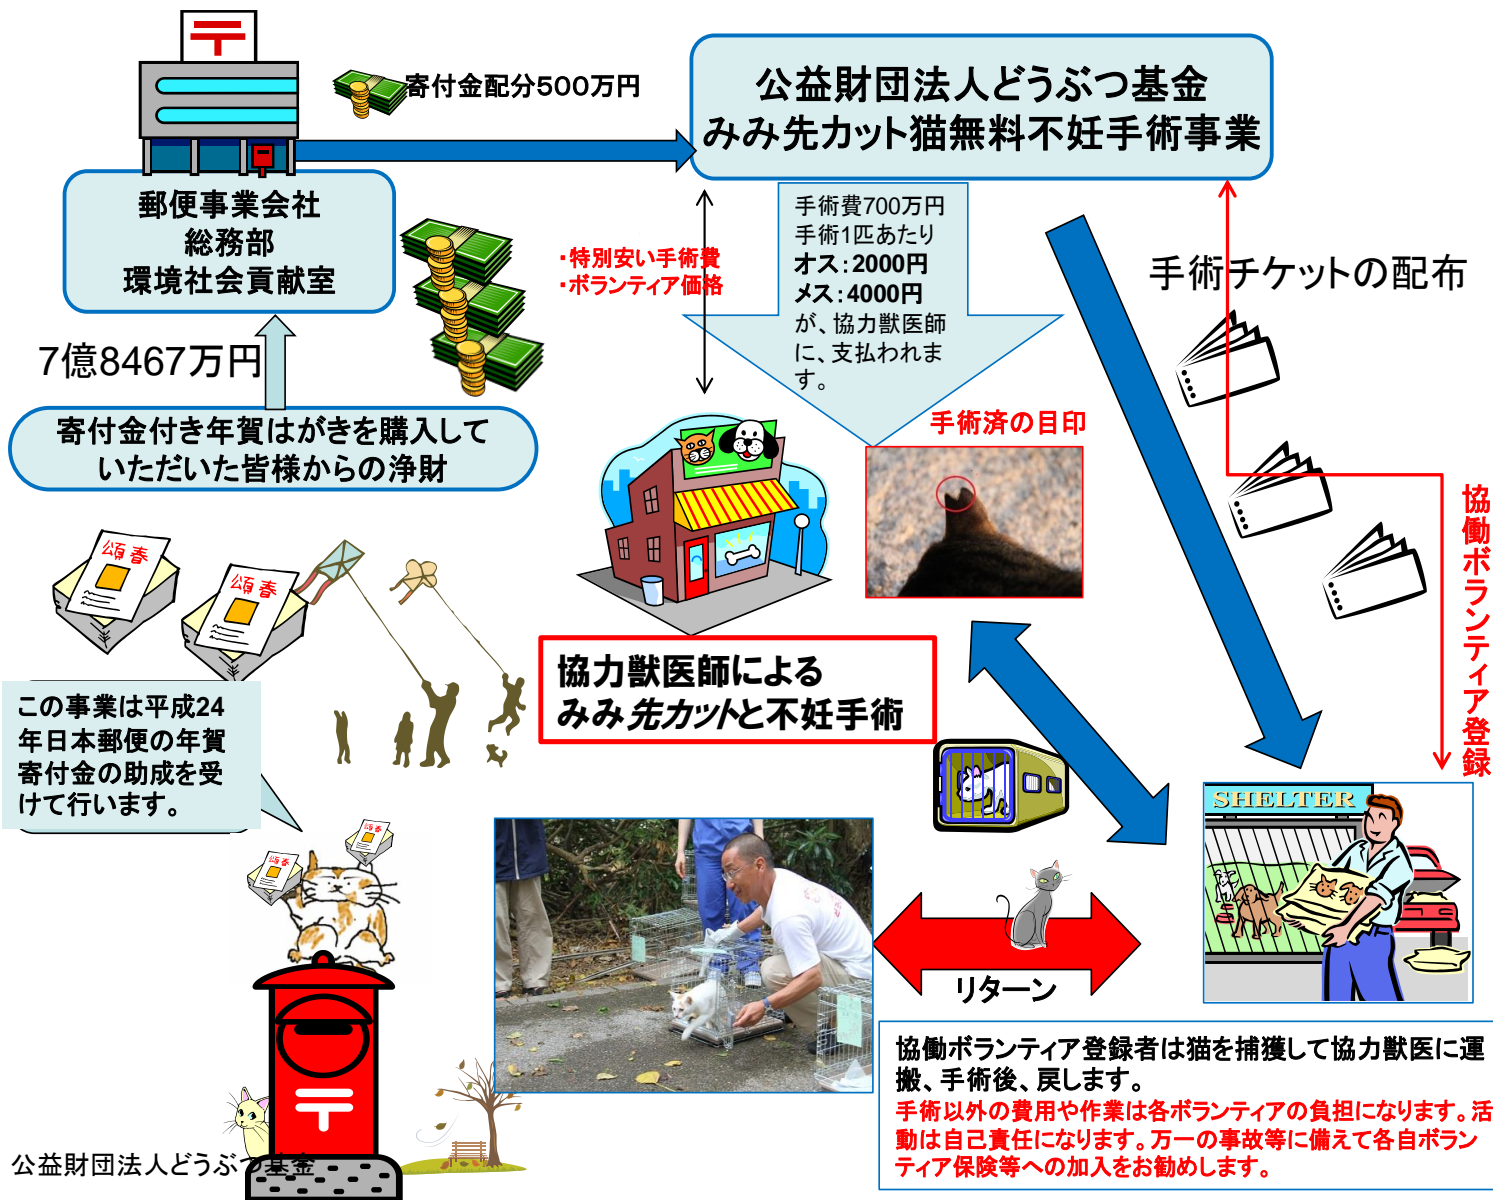 寄付金配分500万円
公益財団法人どうぶつ基金
みみ先カット猫無料不妊手術事業
郵便事業会社
総務部
環境社会貢献室
・特別安い手術費
・ボランティア価格
手術費700万円
手術1匹あたり
オス：2000円
メス：4000円
が、協力獣医師
に、支払われま
す。
手術チケットの配布
7億8467万円
寄付金付き年賀はがきを購入して
いただいた皆様からの浄財
手術済の目印
協働ボランティア登録
頌春
頌春
協力獣医師による
みみ先カットと不妊手術
この事業は平成24
年日本郵便の年賀
寄付金の助成を受
けて行います。
SHELTER
頌春
頌春
リターン
協働ボランティア登録者は猫を捕獲して協力獣医に運
搬、手術後、戻します。
手術以外の費用や作業は各ボランティアの負担になります。活
動は自己責任になります。万一の事故等に備えて各自ボラン
ティア保険等への加入をお勧めします。
公益財団法人どうぶつ基金